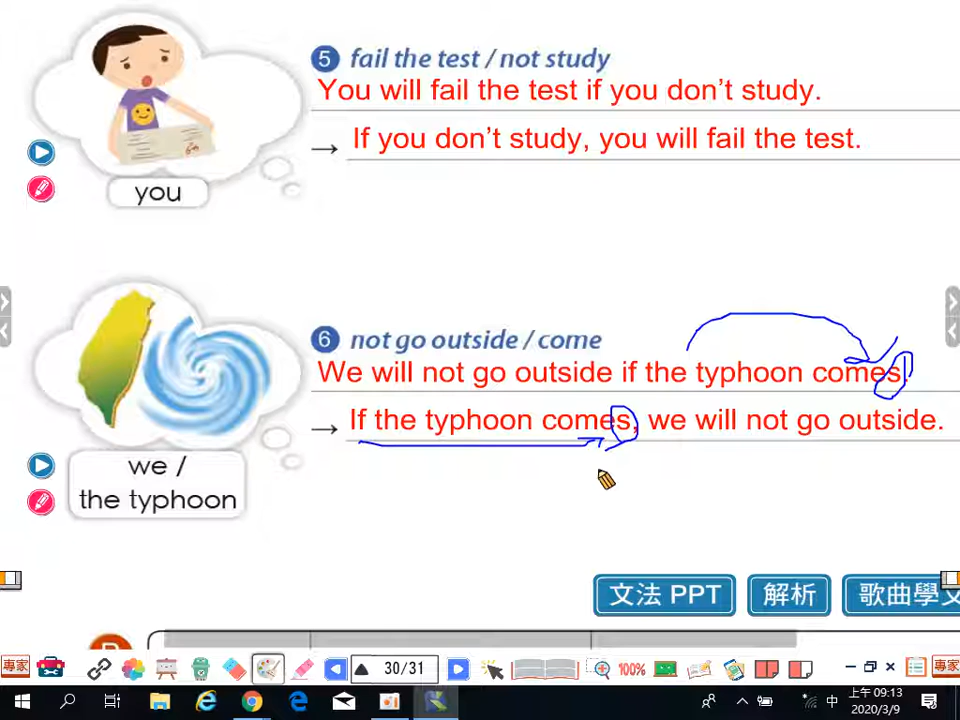 5 fail the test / not study
You will fail the test if you don't study.
→ If you don't study, you will fail the test.
you
6 not go outside / come
We will not go outside if the typhoon comes.
→ If the typhoon comes, we will not go outside.
we /
the typhoon
文法 PPT
解析
歌曲學文
專家
30/31
100%
專家
中
上午 09:13
2020/3/9